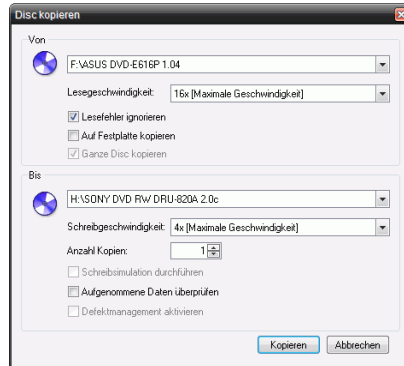 Disc kopieren
Von
F:\ASUS DVD-E616P 1.04
Lesegeschwindigkeit: 16x [Maximale Geschwindigkeit]
Lesefehler ignorieren
Auf Festplatte kopieren
Ganze Disc kopieren
Bis
H:\SONY DVD RW DRU-820A 2.0c
Schreibgeschwindigkeit: 4x [Maximale Geschwindigkeit]
Anzahl Kopien: 1
Schreibsimulation durchführen
Aufgenommene Daten überprüfen
Defektmanagement aktivieren
Kopieren Abbrechen